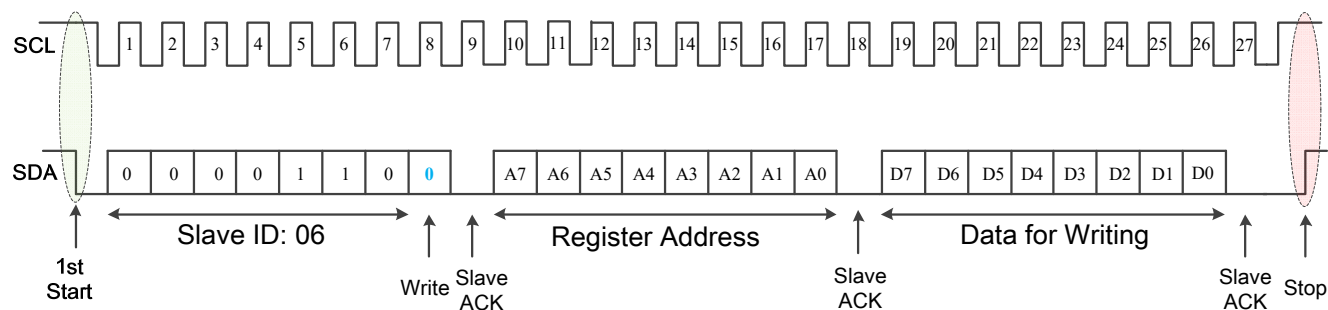 SCL 1 2 3 4 5 6 7 8 9 10 11 12 13 14 15 16 17 18 19 20 21 22 23 24 25 26 27
SDA 0 0 0 0 1 1 0 0 A7 A6 A5 A4 A3 A2 A1 A0 D7 D6 D5 D4 D3 D2 D1 D0
Slave ID: 06
Register Address
Data for Writing
1st
Start
Write
Slave
ACK
Slave
ACK
Slave
ACK
Stop